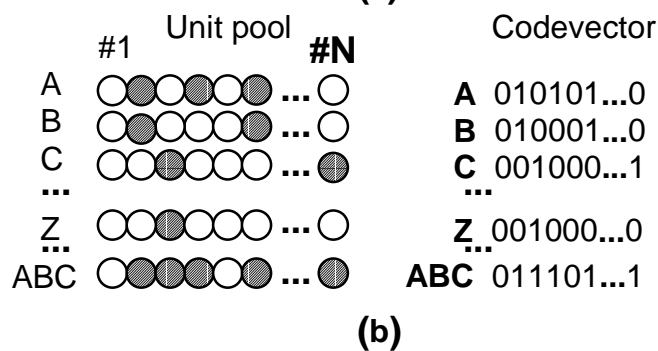 Unit pool Codevector
#1 #N
A ... A 010101...0
B ... B 010001...0
C ... C 001000...1
... ...
Z ... Z 001000...0
... ...
ABC ... ABC 011101...1
(b)